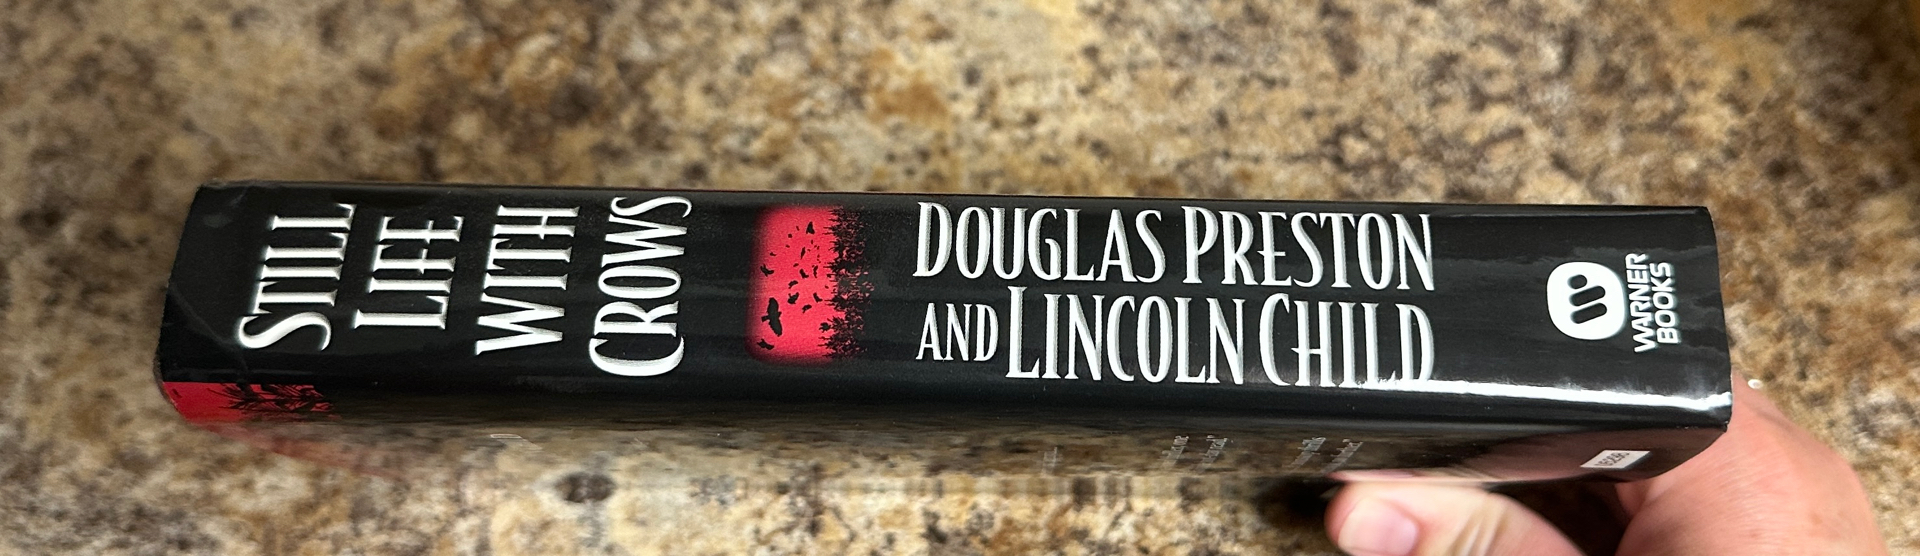 STILL
LIFE
WITH
CROWS
DOUGLAS PRESTON
AND LINCOLN CHILD
WARNER
BOOKS